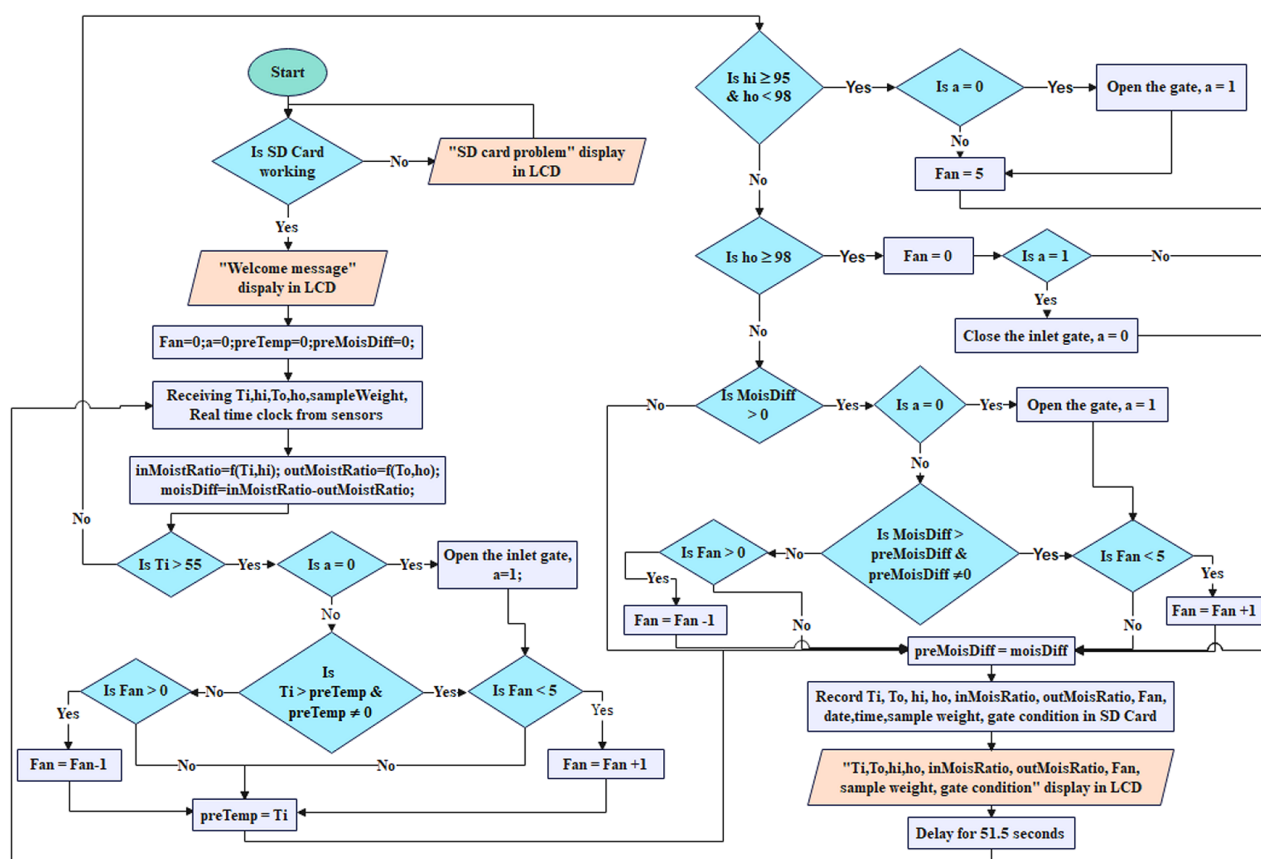 Start
Is SD Card
working
No
"SD card problem" display
in LCD
Yes
"Welcome message"
dispaly in LCD
Fan=0;a=0;preTemp=0;preMoisDiff=0;
Receiving Ti,hi,To,ho,sampleWeight,
Real time clock from sensors
inMoistRatio=f(Ti,hi); outMoistRatio=f(To,ho);
moisDiff=inMoistRatio-outMoistRatio;
No
Is Ti > 55
Yes
Is a = 0
Yes
Open the inlet gate,
a=1;
No
Is
Ti > preTemp &
preTemp ≠ 0
No
Is Fan > 0
Yes
Is Fan < 5
Yes
Yes
Fan = Fan-1
No
No
Fan = Fan +1
preTemp = Ti
Is hi ≥ 95
& ho < 98
Yes
Is a = 0
Yes
Open the gate, a = 1
No
Fan = 5
No
Is ho ≥ 98
Yes
Fan = 0
Is a = 1
No
Yes
Close the inlet gate, a = 0
No
Is MoisDiff
> 0
No
Yes
Is a = 0
Yes
Open the gate, a = 1
No
Is MoisDiff >
preMoisDiff &
preMoisDiff ≠0
No
Is Fan > 0
Yes
Is Fan < 5
Yes
Yes
Fan = Fan -1
No
No
Fan = Fan +1
preMoisDiff = moisDiff
Record Ti, To, hi, ho, inMoisRatio, outMoisRatio, Fan,
date,time,sample weight, gate condition in SD Card
"Ti,To,hi,ho, inMoisRatio, outMoisRatio, Fan,
sample weight, gate condition" display in LCD
Delay for 51.5 seconds